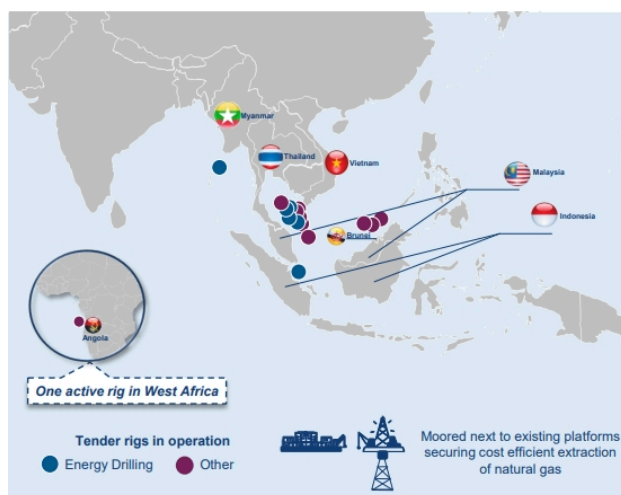 Myanmar
Thailand
Vietnam
Malaysia
Indonesia
Brunei
Angola
One active rig in West Africa
Tender rigs in operation
Energy Drilling
Other
Moored next to existing platforms
securing cost efficient extraction
of natural gas